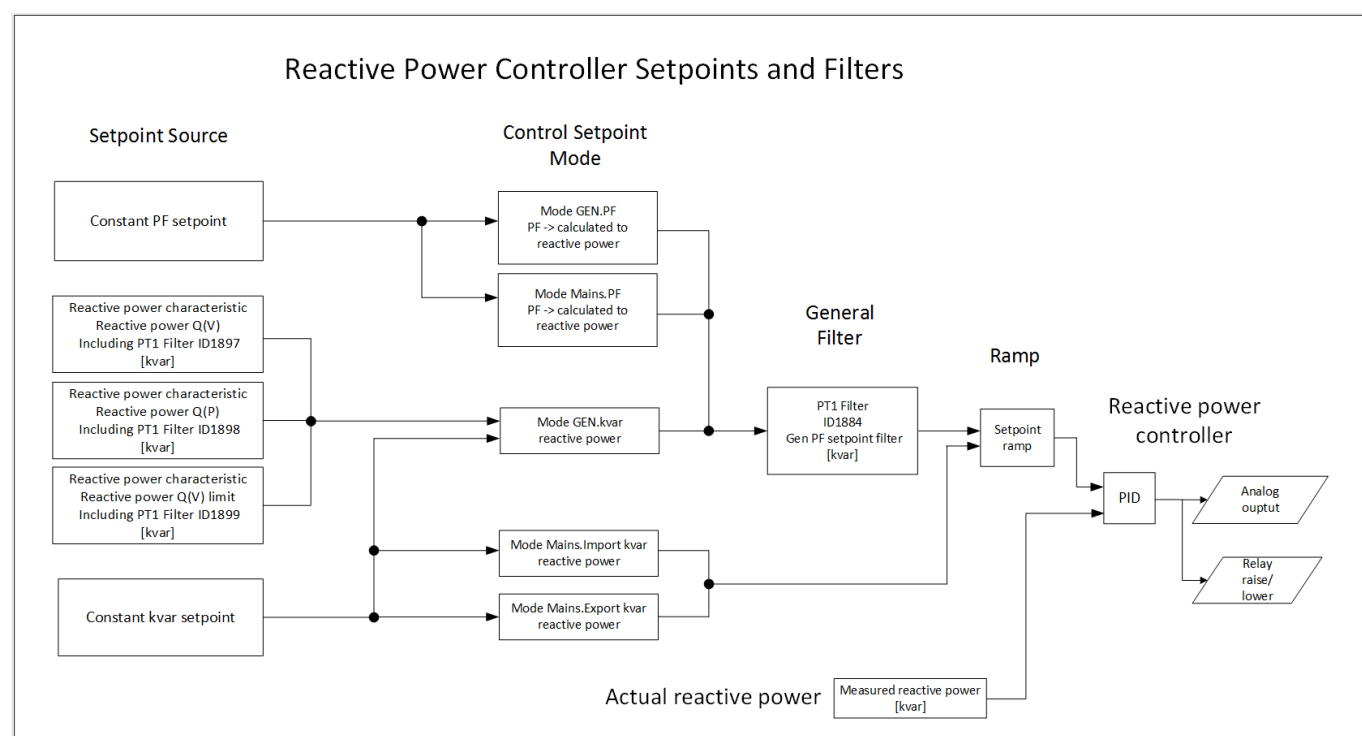 Reactive Power Controller Setpoints and Filters
Setpoint Source
Control Setpoint
Mode
Constant PF setpoint
Mode GEN.PF
PF -> calculated to
reactive power
Mode Mains.PF
PF -> calculated to
reactive power
Reactive power characteristic
Reactive power Q(V)
Including PT1 Filter ID1897
[kvar]
Reactive power characteristic
Reactive power Q(P)
Including PT1 Filter ID1898
[kvar]
Reactive power characteristic
Reactive power Q(V) limit
Including PT1 Filter ID1899
[kvar]
Mode GEN.kvar
reactive power
General
Filter
PT1 Filter
ID1884
Gen PF setpoint filter
[kvar]
Ramp
Setpoint
ramp
Reactive power
controller
PID
Analog
ouptut
Relay
raise/
lower
Constant kvar setpoint
Mode Mains.Import kvar
reactive power
Mode Mains.Export kvar
reactive power
Actual reactive power
Measured reactive power
[kvar]